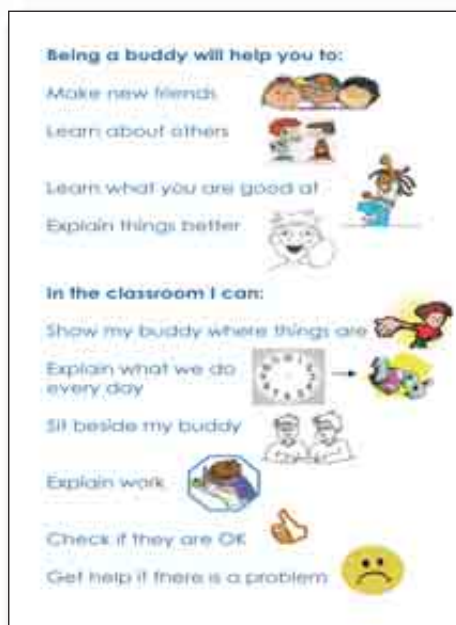 Being a buddy will help you to:
Make new friends
Learn about others
Learn what you are good at
Explain things better
In the classroom I can:
Show my buddy where things are
Explain what we do
every day
Sit beside my buddy
Explain work
Check if they are OK
Get help if there is a problem